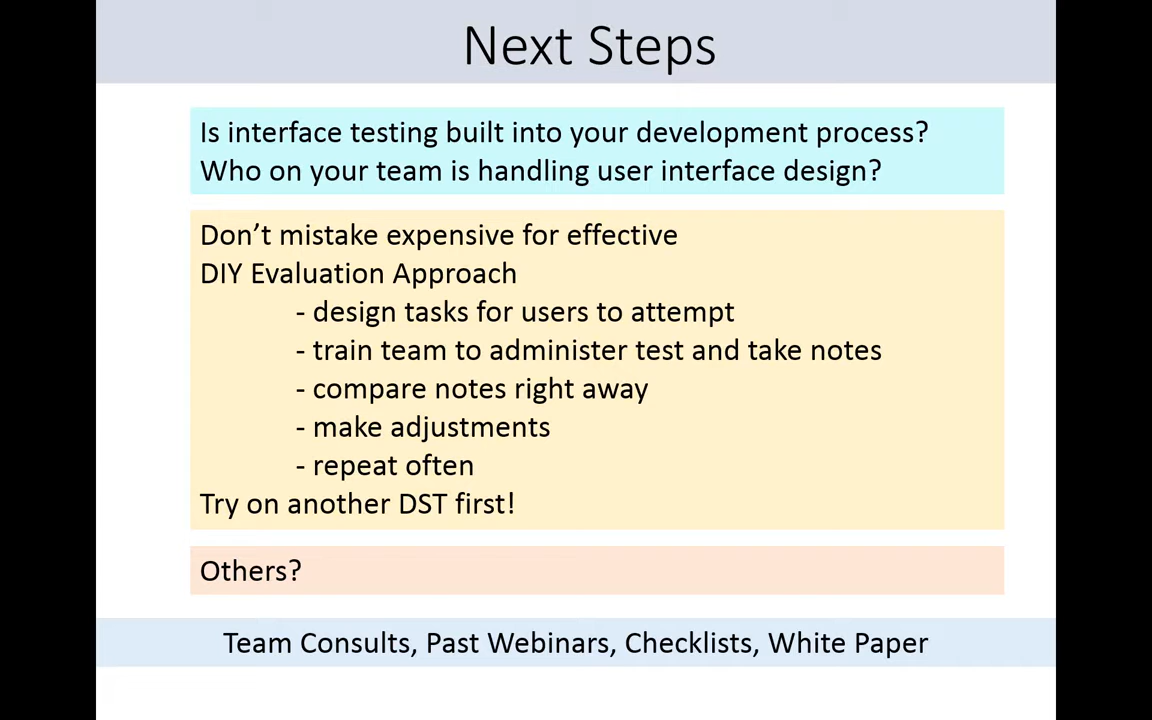 Next Steps
Is interface testing built into your development process?
Who on your team is handling user interface design?
Don’t mistake expensive for effective
DIY Evaluation Approach
- design tasks for users to attempt
- train team to administer test and take notes
- compare notes right away
- make adjustments
- repeat often
Try on another DST first!
Others?
Team Consults, Past Webinars, Checklists, White Paper